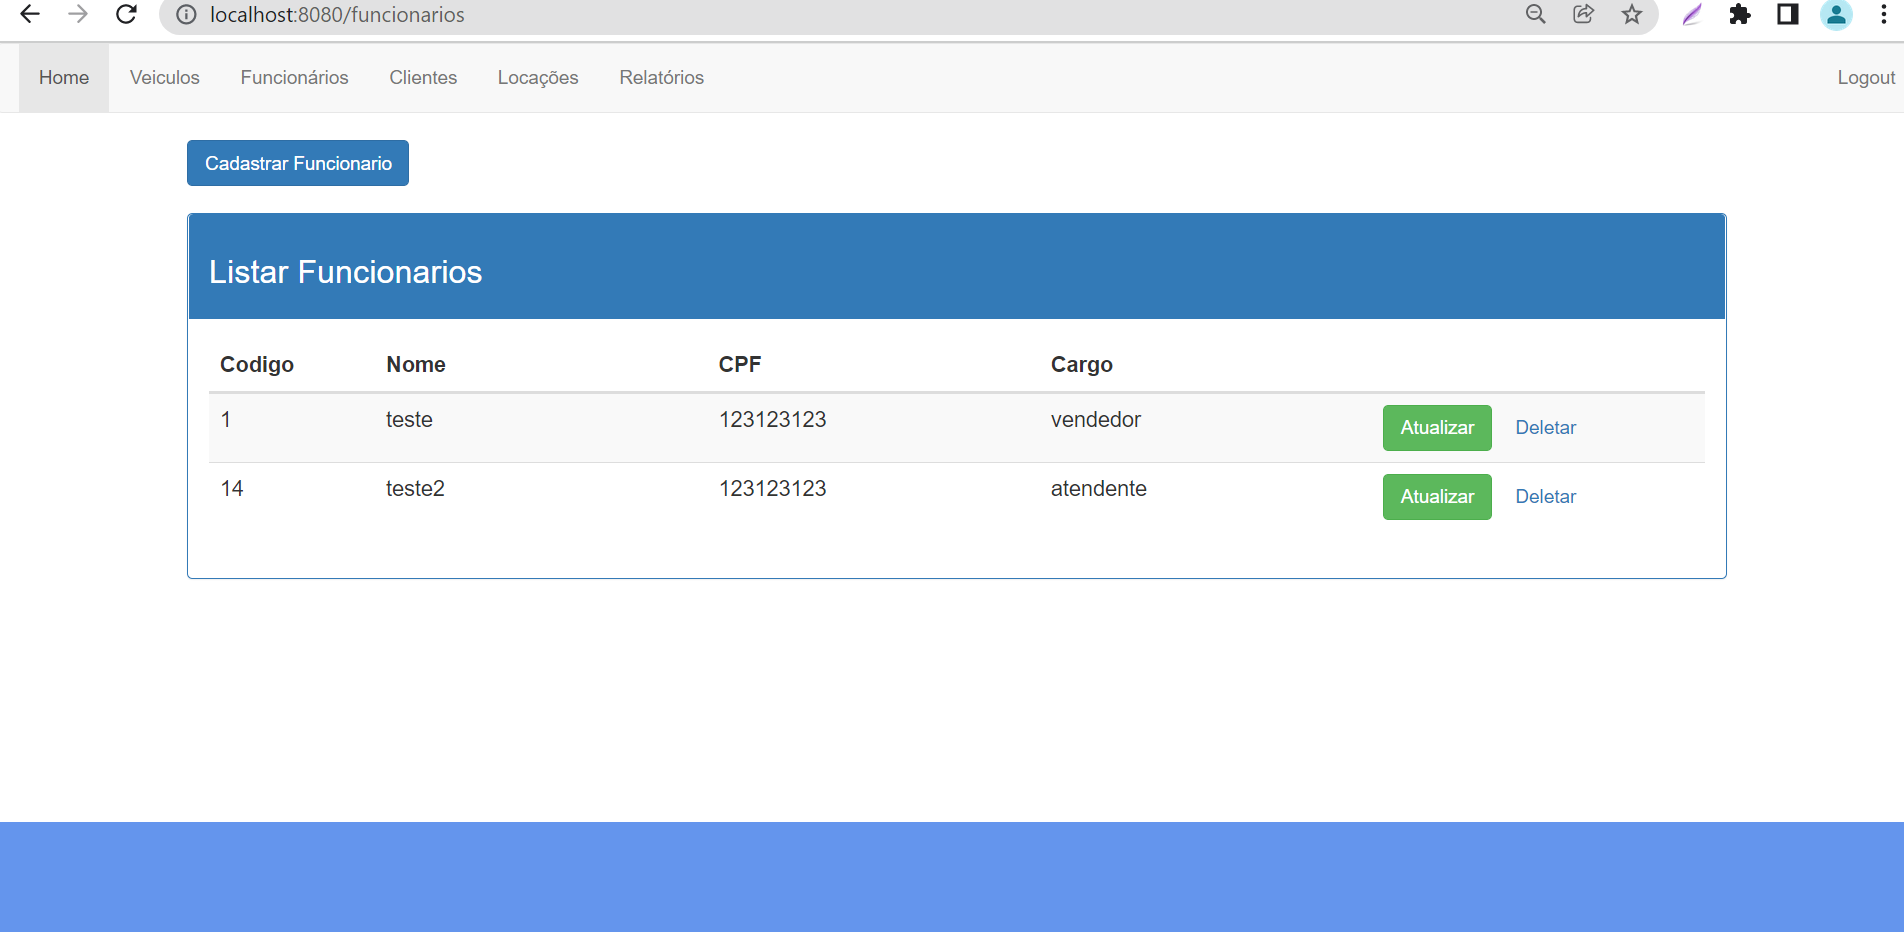 localhost:8080/funcionarios
Home Veiculos Funcionários Clientes Locações Relatórios Logout
Cadastrar Funcionario
Listar Funcionarios
Codigo Nome CPF Cargo
1 teste 123123123 vendedor Atualizar Deletar
14 teste2 123123123 atendente Atualizar Deletar